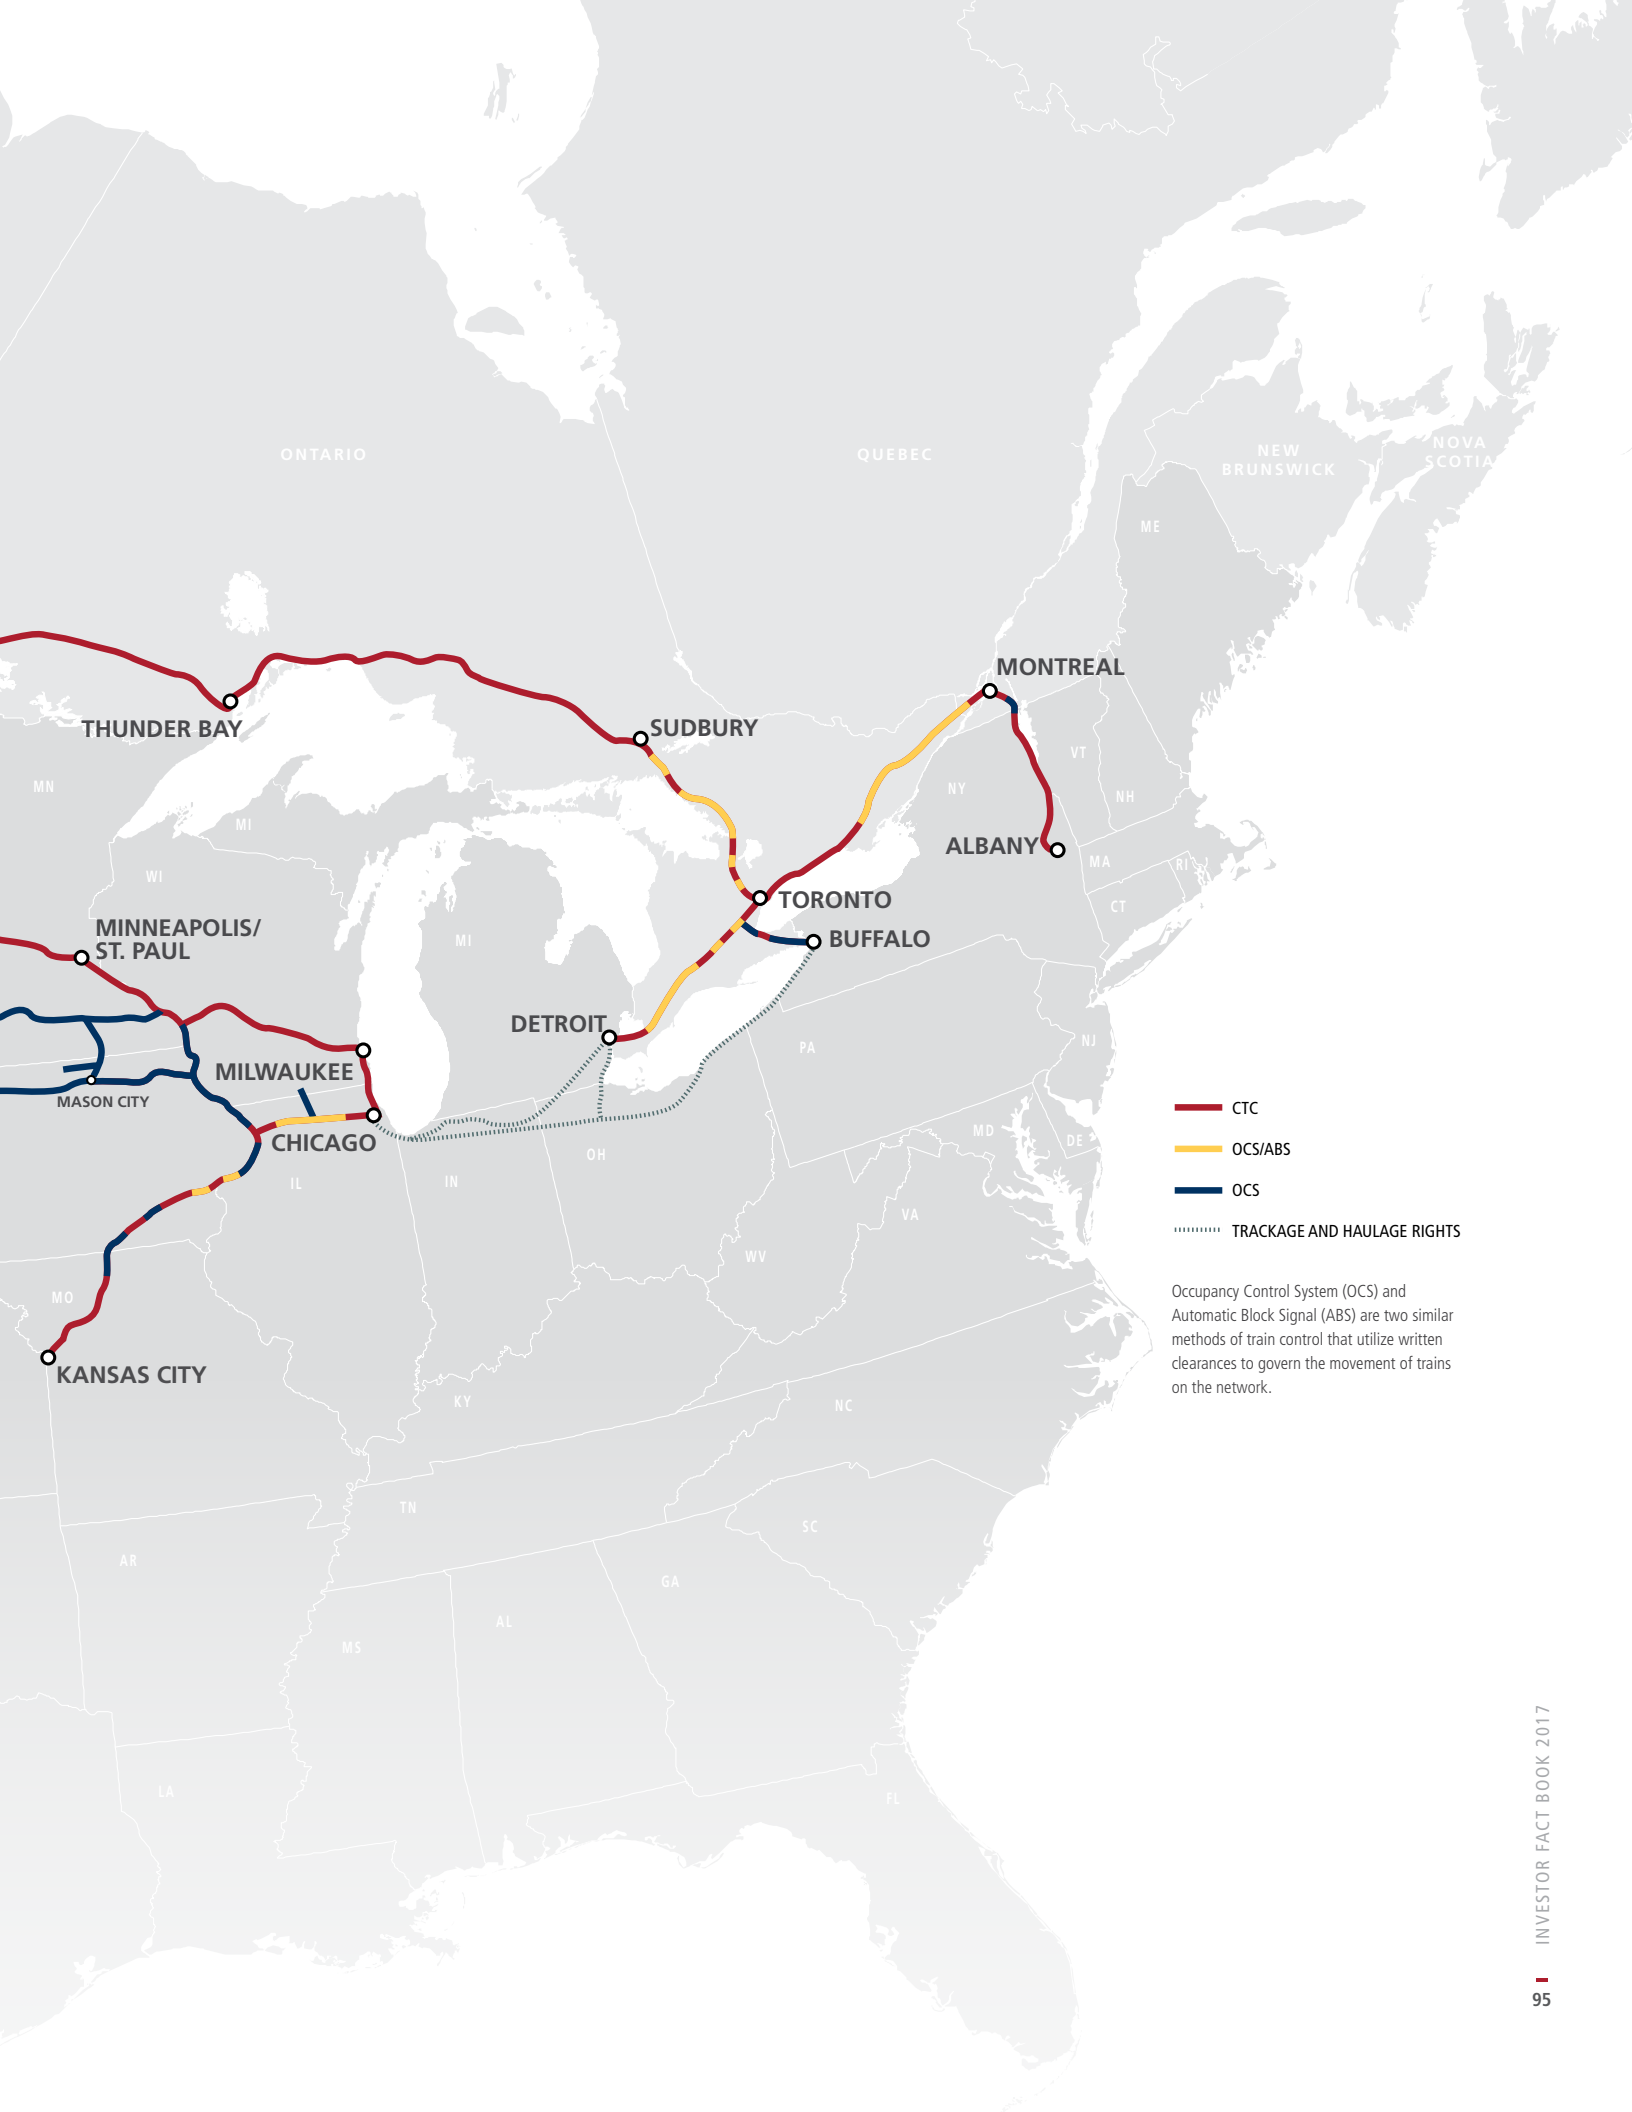 ONTARIO
QUEBEC
NEW
BRUNSWICK
NOVA
SCOTIA
ME
MONTREAL
THUNDER BAY
SUDBURY
MN
VT
NY
NH
MI
ALBANY
MA
RI
WI
CT
TORONTO
MINNEAPOLIS/
ST. PAUL
MI
BUFFALO
DETROIT
PA
NJ
MILWAUKEE
MASON CITY
CHICAGO
MD
DE
OH
IL
IN
VA
WV
MO
KANSAS CITY
KY
NC
TN
SC
AR
GA
AL
MS
LA
FL
CTC
OCS/ABS
OCS
TRACKAGE AND HAULAGE RIGHTS
Occupancy Control System (OCS) and
Automatic Block Signal (ABS) are two similar
methods of train control that utilize written
clearances to govern the movement of trains
on the network.
INVESTOR FACT BOOK 2017
95